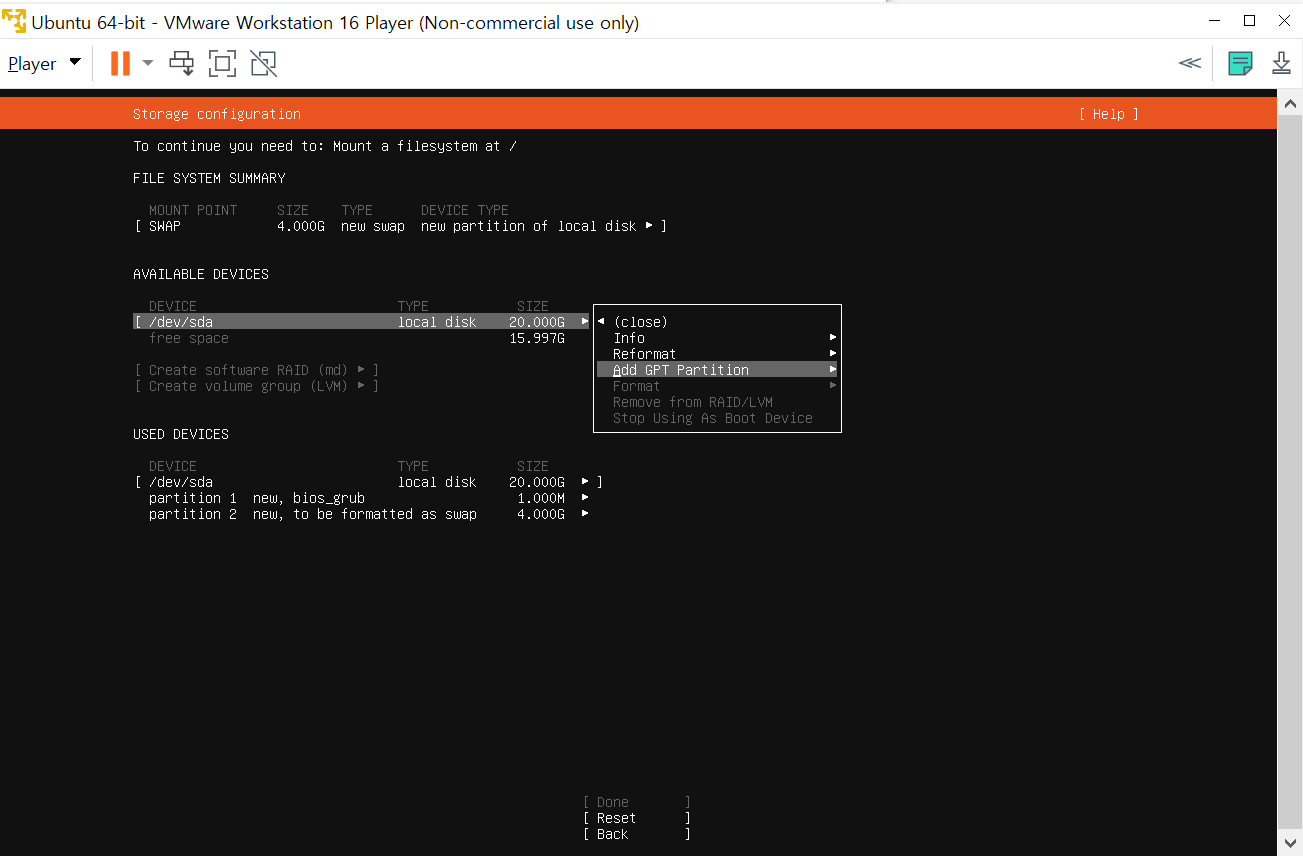 Ubuntu 64-bit - VMware Workstation 16 Player (Non-commercial use only)
Player
Storage configuration [ Help ]
To continue you need to: Mount a filesystem at /
FILE SYSTEM SUMMARY
MOUNT POINT SIZE TYPE DEVICE TYPE
[ SWAP 4.000G new swap new partition of local disk ▸ ]
AVAILABLE DEVICES
DEVICE TYPE SIZE
[ /dev/sda local disk 20.000G ▸
free space 15.997G
[ Create software RAID (md) ▸ ]
[ Create volume group (LVM) ▸ ]
◂ (close)
Info ▸
Reformat ▸
Add GPT Partition ▸
Format ▸
Remove from RAID/LVM
Stop Using As Boot Device
USED DEVICES
DEVICE TYPE SIZE
[ /dev/sda local disk 20.000G ▸ ]
partition 1 new, bios_grub 1.000M ▸
partition 2 new, to be formatted as swap 4.000G ▸
[ Done ]
[ Reset ]
[ Back ]